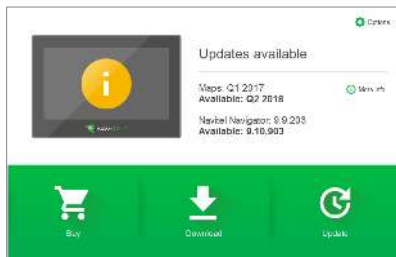 Options
Updates available
Maps: Q1 2017
Available: Q2 2018
More info
Navitel Navigator: 9.9.203
Available: 9.10.903
Buy
Download
Update